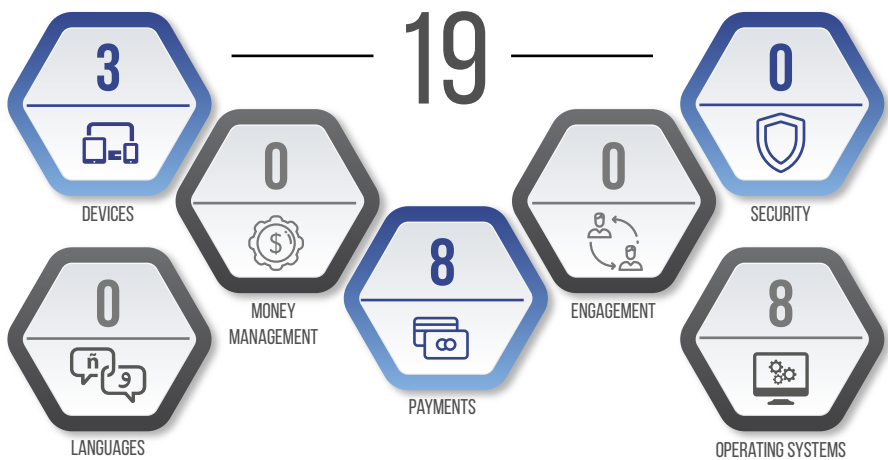 19
3
DEVICES
0
MONEY
MANAGEMENT
8
PAYMENTS
0
ENGAGEMENT
0
SECURITY
0
ñ
و
LANGUAGES
8
OPERATING SYSTEMS
$